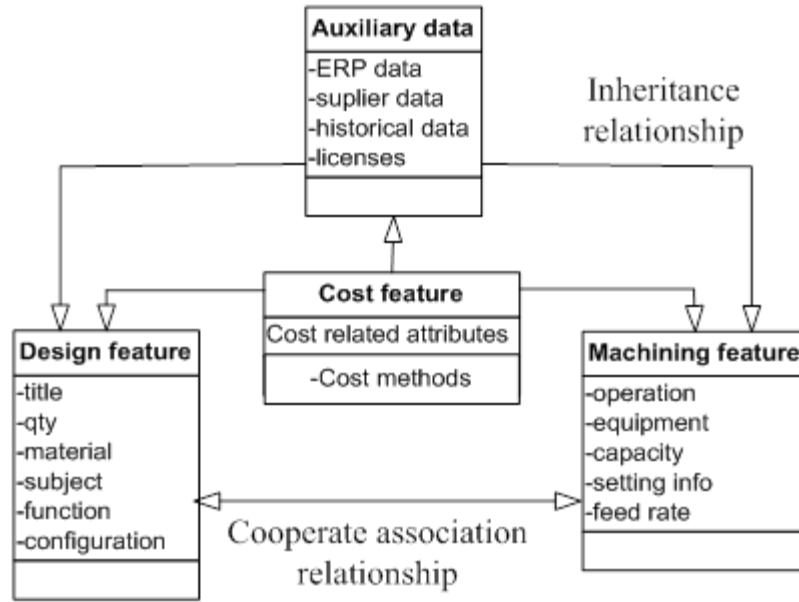 Auxiliary data
-ERP data
-suplier data
-historical data
-licenses
Inheritance
relationship
Cost feature
Cost related attributes
-Cost methods
Design feature
-title
-qty
-material
-subject
-function
-configuration
Machining feature
-operation
-equipment
-capacity
-setting info
-feed rate
Cooperate association
relationship